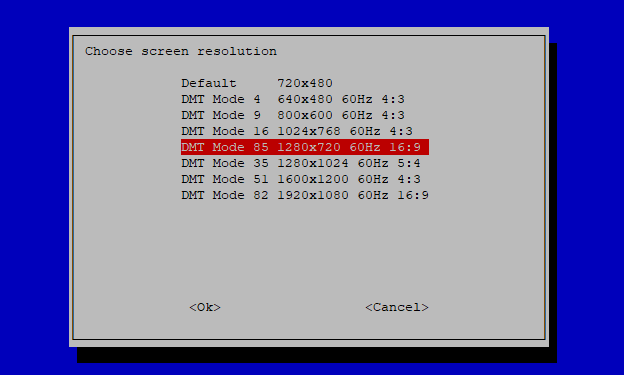 Choose screen resolution
Default 720x480
DMT Mode 4 640x480 60Hz 4:3
DMT Mode 9 800x600 60Hz 4:3
DMT Mode 16 1024x768 60Hz 4:3
DMT Mode 85 1280x720 60Hz 16:9
DMT Mode 35 1280x1024 60Hz 5:4
DMT Mode 51 1600x1200 60Hz 4:3
DMT Mode 82 1920x1080 60Hz 16:9
<Ok> <Cancel>